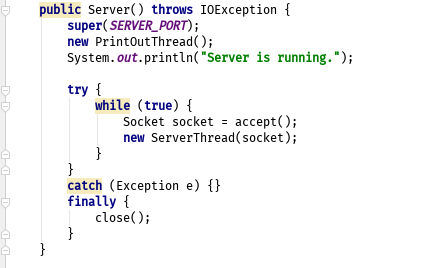 public Server() throws IOException {
super(SERVER_PORT);
new PrintOutThread();
System.out.println("Server is running.");
try {
while (true) {
Socket socket = accept();
new ServerThread(socket);
}
}
catch (Exception e) {}
finally {
close();
}
}